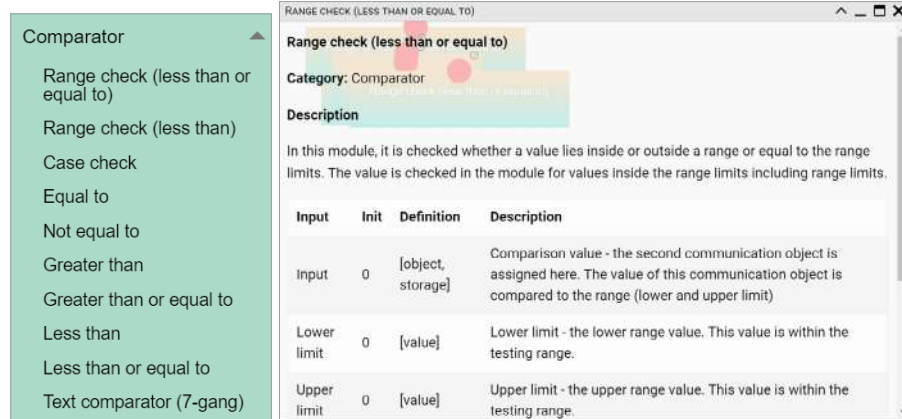 Comparator
Range check (less than or
equal to)
Range check (less than)
Case check
Equal to
Not equal to
Greater than
Greater than or equal to
Less than
Less than or equal to
Text comparator (7-gang)
RANGE CHECK (LESS THAN OR EQUAL TO)
Range check (less than or equal to)
Category: Comparator
Description
In this module, it is checked whether a value lies inside or outside a range or equal to the range
limits. The value is checked in the module for values inside the range limits including range limits.
Input Init Definition Description
Input 0 [object, storage] Comparison value - the second communication object is
assigned here. The value of this communication object is
compared to the range (lower and upper limit)
Lower limit 0 [value] Lower limit - the lower range value. This value is within the
testing range.
Upper limit 0 [value] Upper limit - the upper range value. This value is within the
testing range.